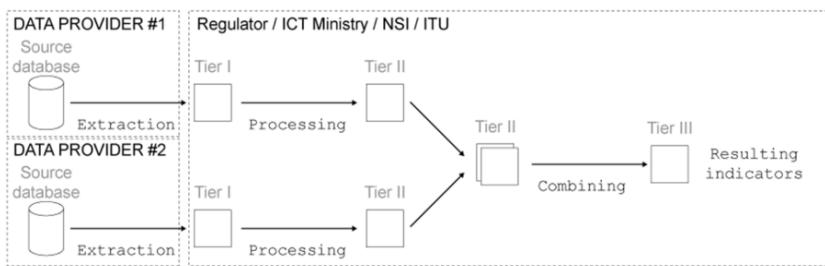 DATA PROVIDER #1
Regulator / ICT Ministry / NSI / ITU
Source
database
Tier I
Tier II
Extraction
Processing
Tier II
Tier III
Combining
Resulting
indicators
DATA PROVIDER #2
Source
database
Tier I
Tier II
Extraction
Processing